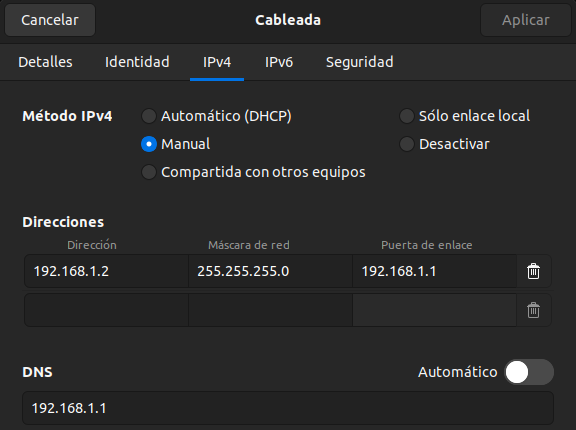 Cancelar Cableada Aplicar
Detalles Identidad IPv4 IPv6 Seguridad
Método IPv4 Automático (DHCP) Sólo enlace local
Manual Desactivar
Compartida con otros equipos
Direcciones
Dirección Máscara de red Puerta de enlace
192.168.1.2 255.255.255.0 192.168.1.1
DNS Automático
192.168.1.1